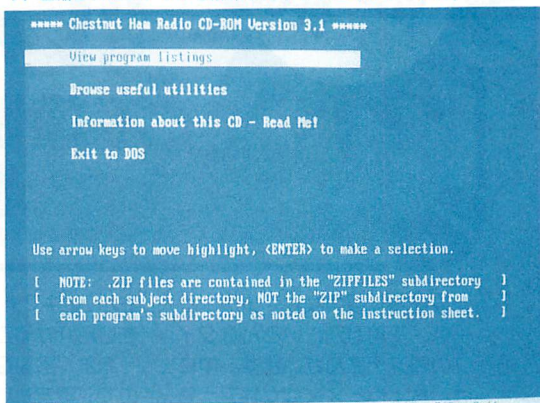 ***** Chestnut Ham Radio CD-ROM Version 3.1 *****
View program listings
Browse useful utilities
Information about this CD - Read Me!
Exit to DOS
Use arrow keys to move highlight, <ENTER> to make a selection.
[ NOTE: .ZIP files are contained in the "ZIPFILES" subdirectory ]
[ from each subject directory, NOT the "ZIP" subdirectory from ]
[ each program's subdirectory as noted on the instruction sheet. ]